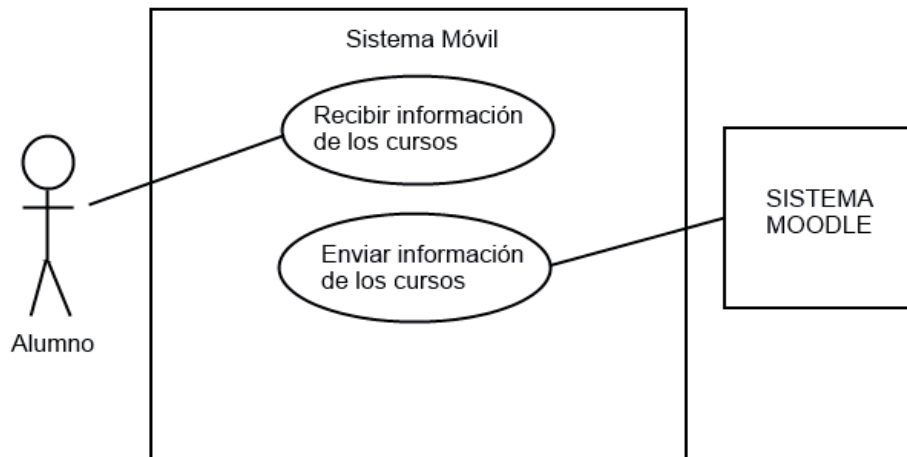 Sistema Móvil
Recibir información
de los cursos
Enviar información
de los cursos
SISTEMA
MOODLE
Alumno